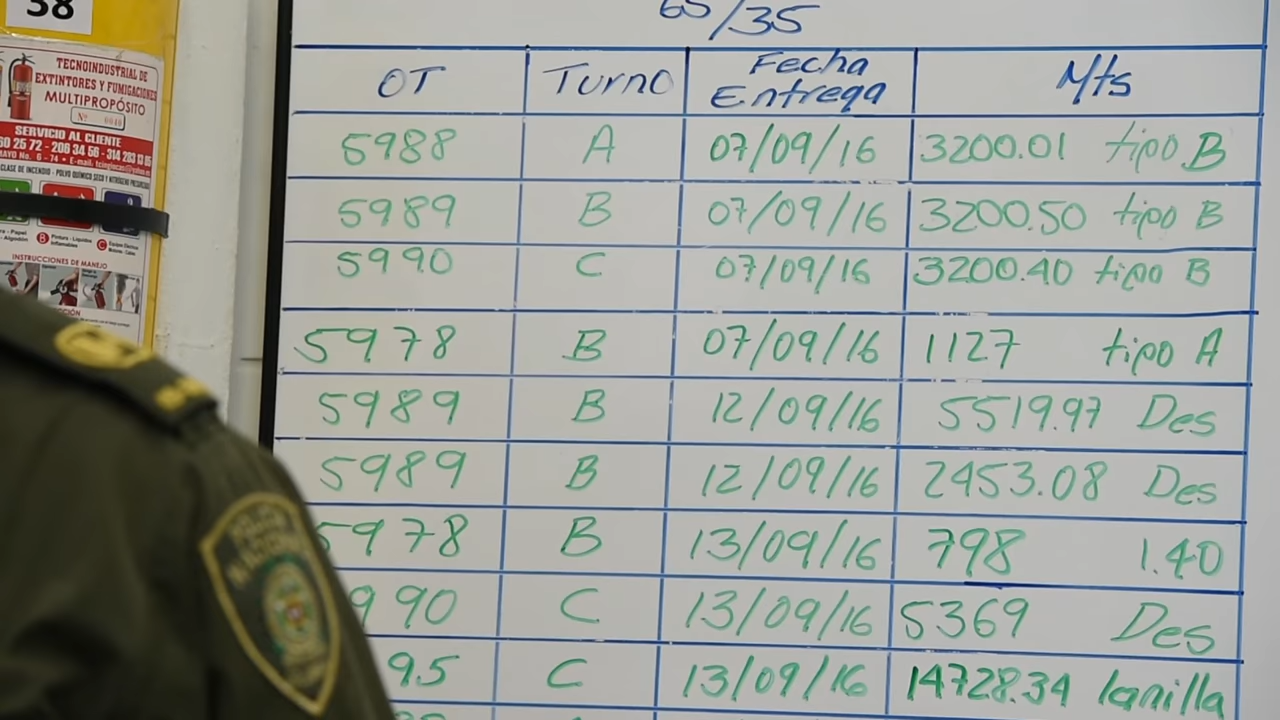 38
TECNOINDUSTRIAL DE
EXTINTORES Y FUMIGACIONES
MULTIPROPÓSITO
SERVICIO AL CLIENTE
INSTRUCCIONES DE MANEJO
65/35
OT Turno Fecha Entrega Mts
5988 A 07/09/16 3200.01 tipo B
5989 B 07/09/16 3200.50 tipo B
5990 C 07/09/16 3200.40 tipo B
5978 B 07/09/16 1127 tipo A
5989 B 12/09/16 5519.97 Des
5989 B 12/09/16 2453.08 Des
5978 B 13/09/16 798 1.40
990 C 13/09/16 5369 Des
95 C 13/09/16 14728.34 lanilla